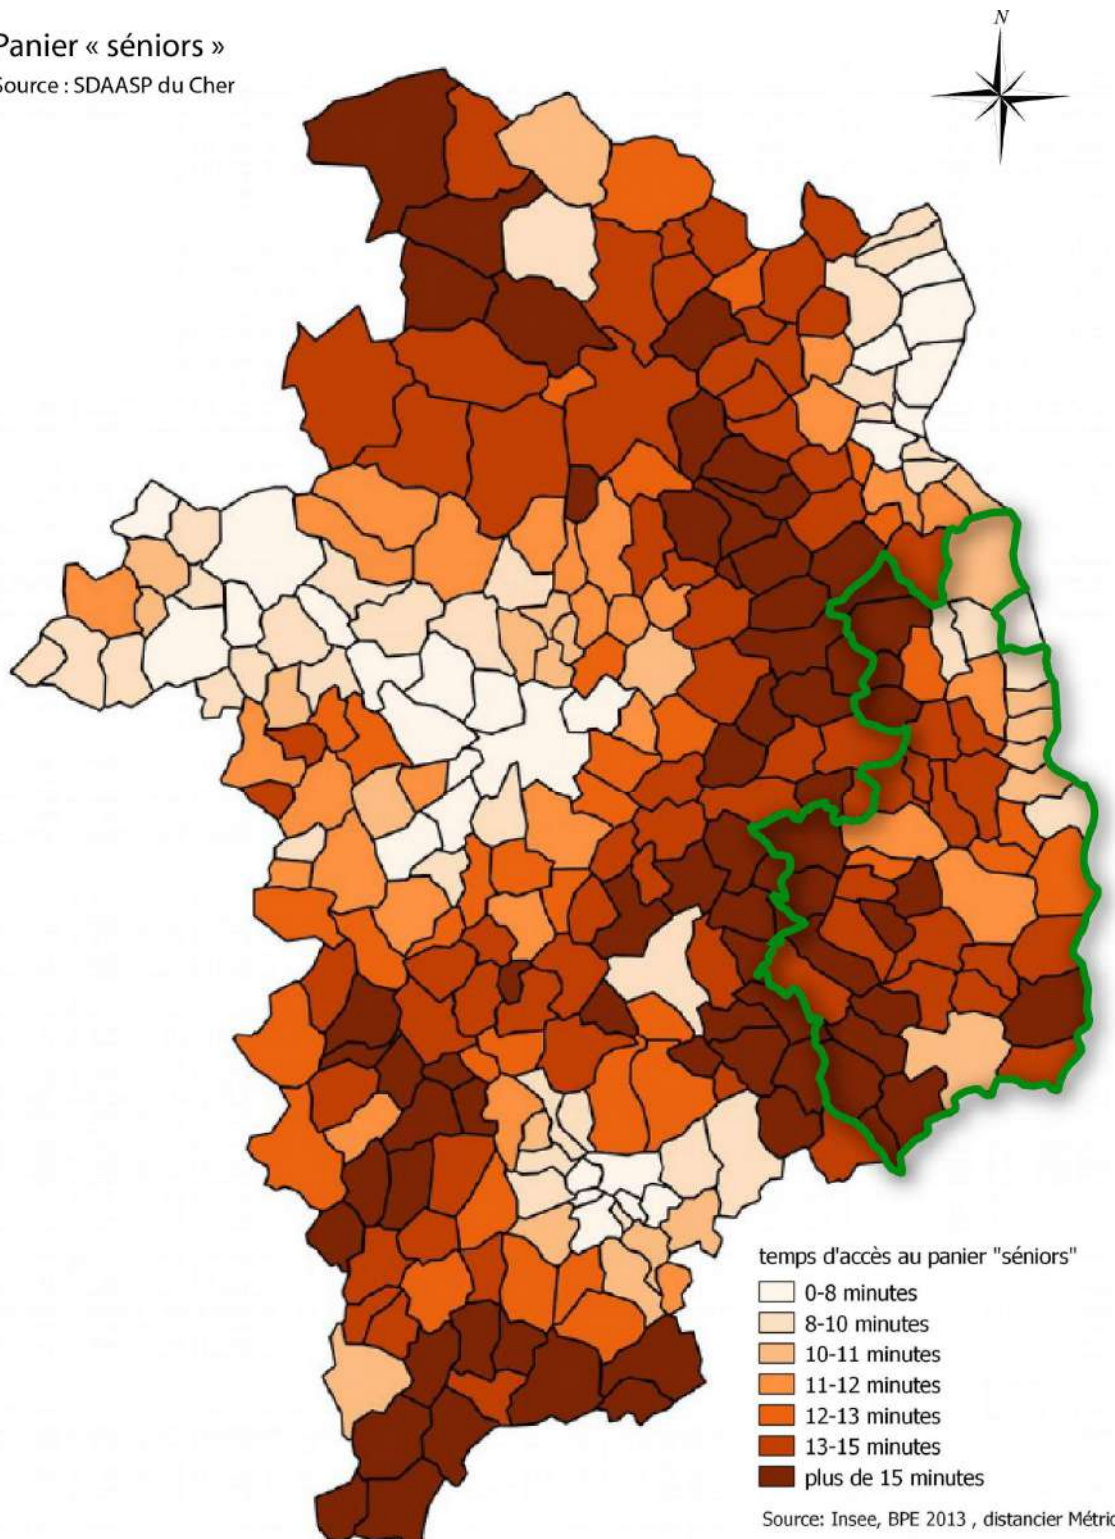 Panier « séniors »
Source : SDAASP du Cher
N
temps d'accès au panier "séniors"
0-8 minutes
8-10 minutes
10-11 minutes
11-12 minutes
12-13 minutes
13-15 minutes
plus de 15 minutes
Source: Insee, BPE 2013 , distancier Métric